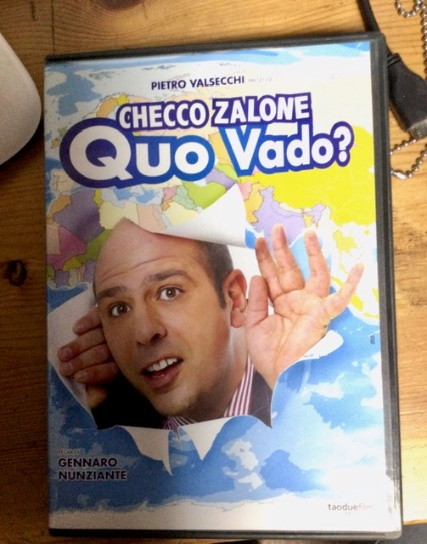 PIETRO VALSECCHI
CHECCO ZALONE
QUO Vado?
GENNARO
NUNZIANTE
taodue